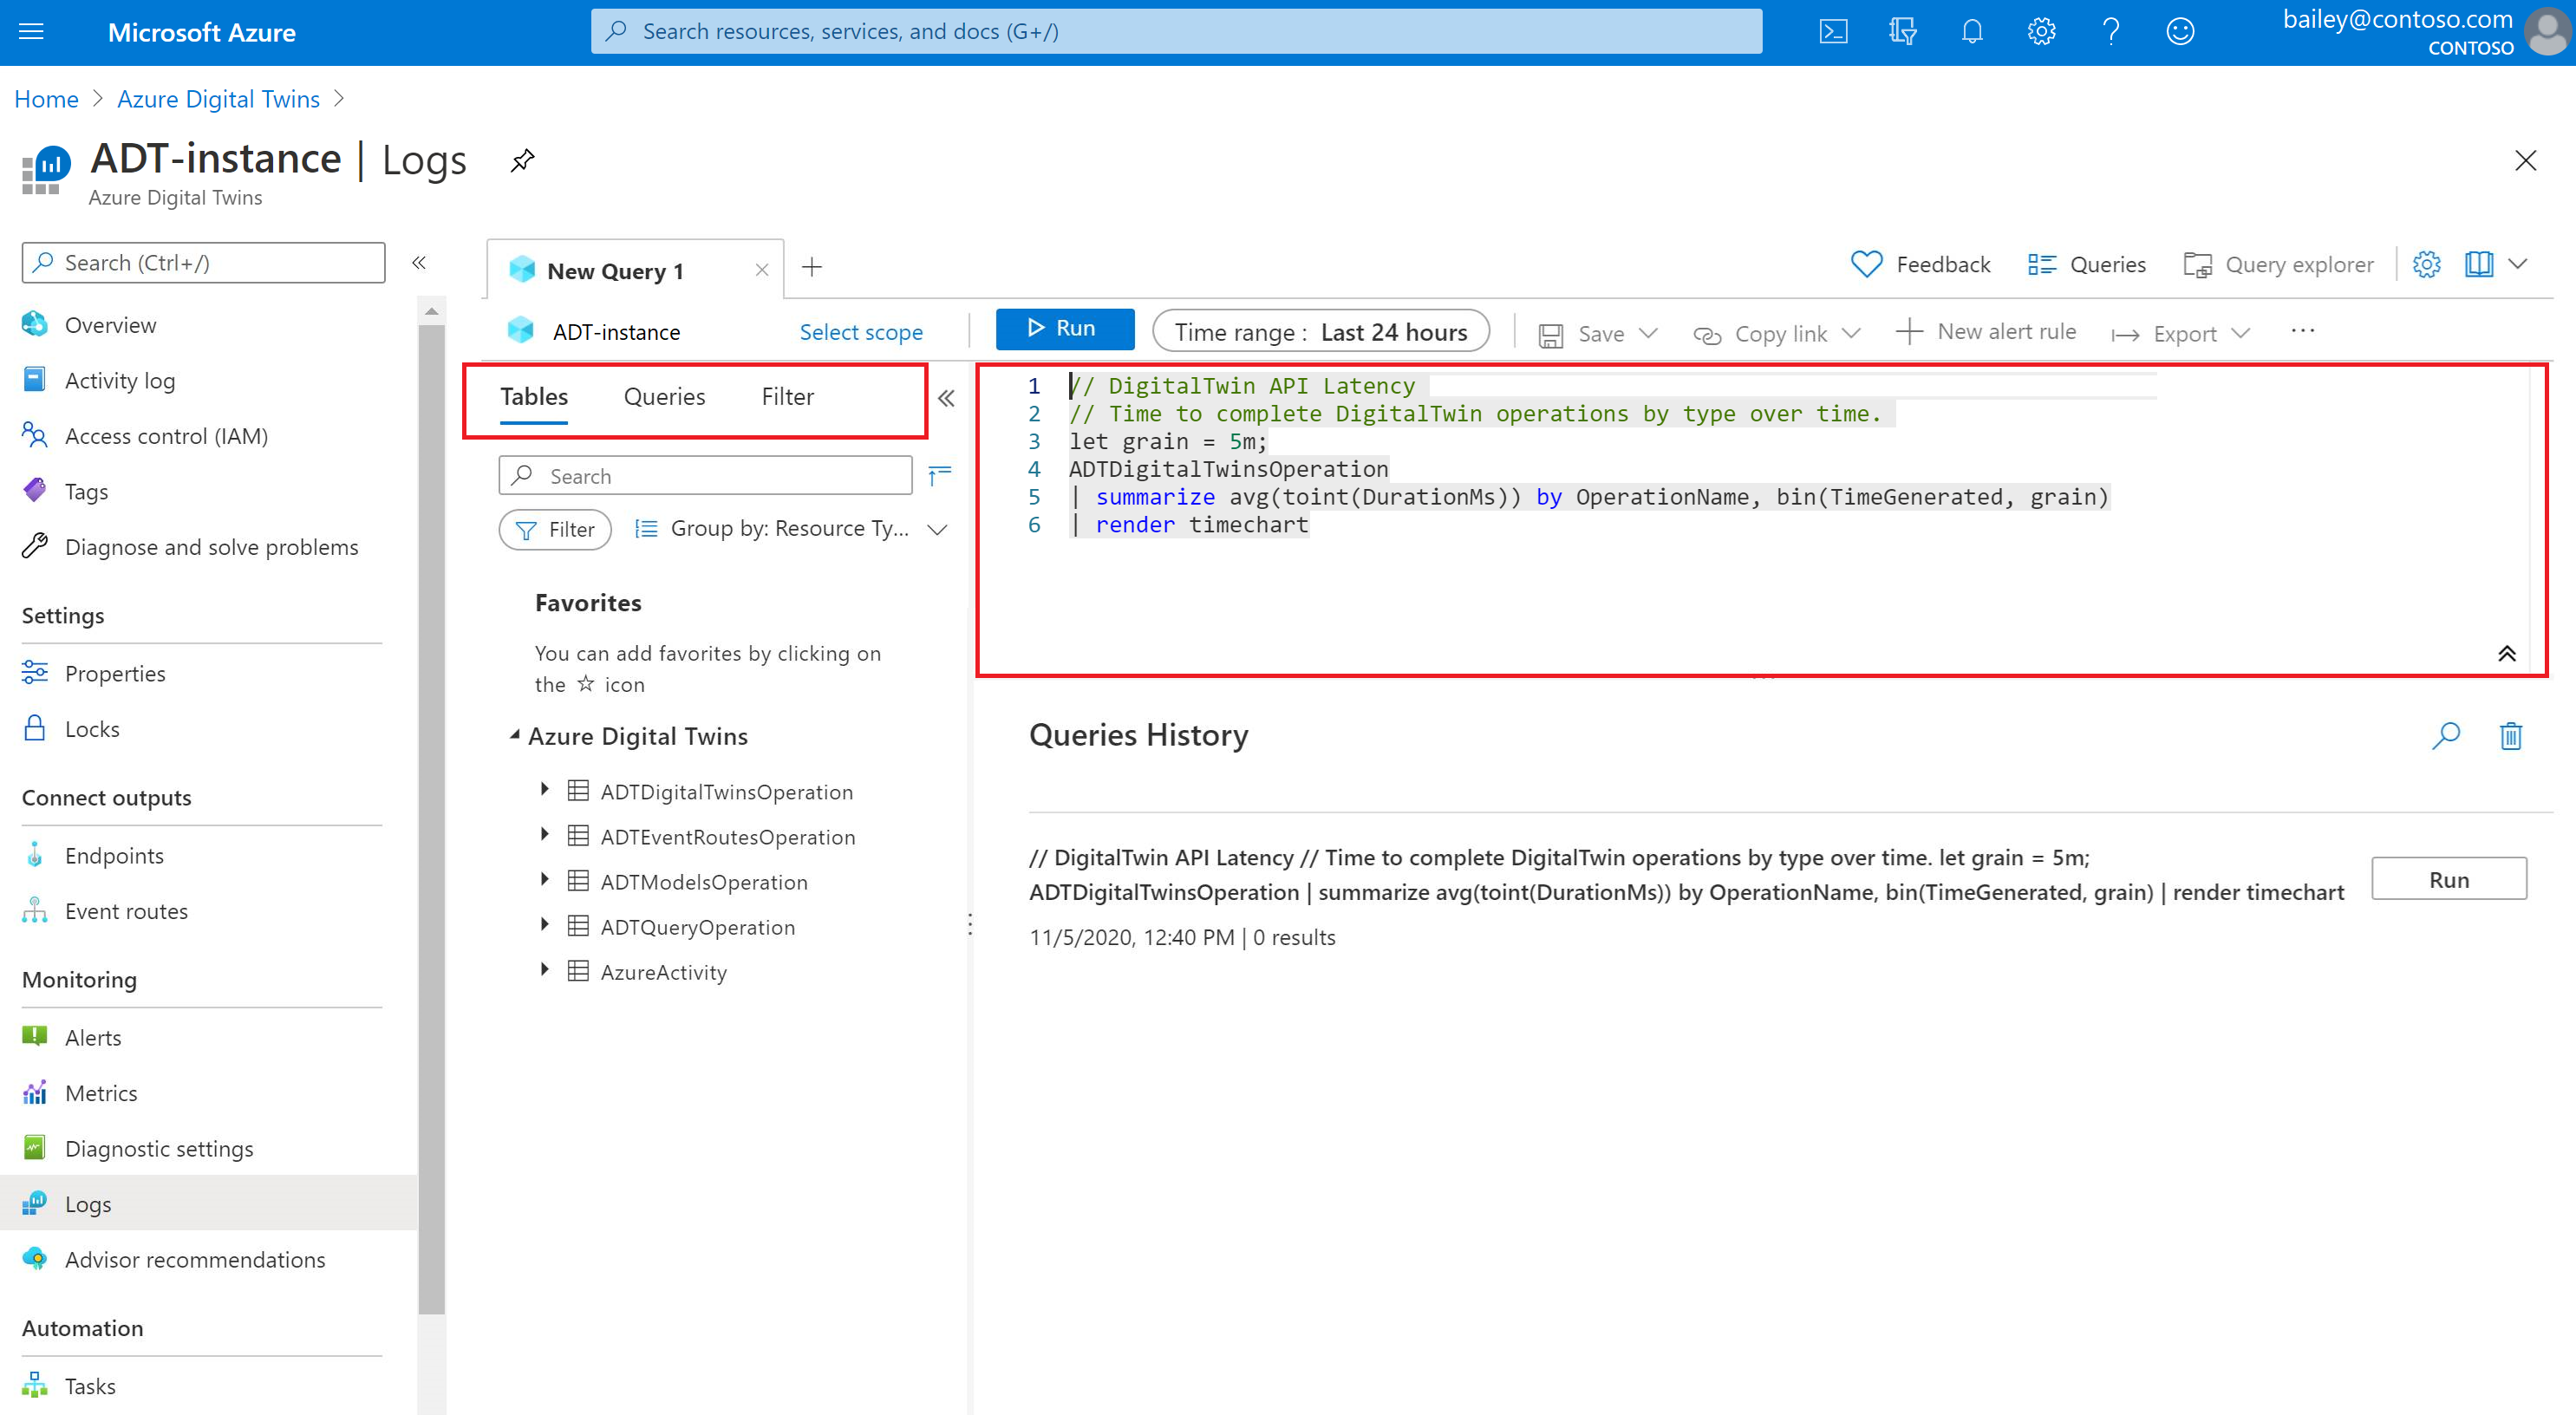 Microsoft Azure
Search resources, services, and docs (G+/)
bailey@contoso.com
CONTOSO
Home > Azure Digital Twins >
ADT-instance | Logs
Azure Digital Twins
Search (Ctrl+/)
Overview
Activity log
Access control (IAM)
Tags
Diagnose and solve problems
Settings
Properties
Locks
Connect outputs
Endpoints
Event routes
Monitoring
Alerts
Metrics
Diagnostic settings
Logs
Advisor recommendations
Automation
Tasks
New Query 1
Feedback
Queries
Query explorer
ADT-instance
Select scope
Run
Time range : Last 24 hours
Save
Copy link
New alert rule
Export
Tables
Queries
Filter
Search
Filter
Group by: Resource Ty...
Favorites
You can add favorites by clicking on
the ☆ icon
Azure Digital Twins
ADTDigitalTwinsOperation
ADTEventRoutesOperation
ADTModelsOperation
ADTQueryOperation
AzureActivity
1 // DigitalTwin API Latency
2 // Time to complete DigitalTwin operations by type over time.
3 let grain = 5m;
4 ADTDigitalTwinsOperation
5 | summarize avg(toint(DurationMs)) by OperationName, bin(TimeGenerated, grain)
6 | render timechart
Queries History
// DigitalTwin API Latency // Time to complete DigitalTwin operations by type over time. let grain = 5m;
ADTDigitalTwinsOperation | summarize avg(toint(DurationMs)) by OperationName, bin(TimeGenerated, grain) | render timechart
Run
11/5/2020, 12:40 PM | 0 results